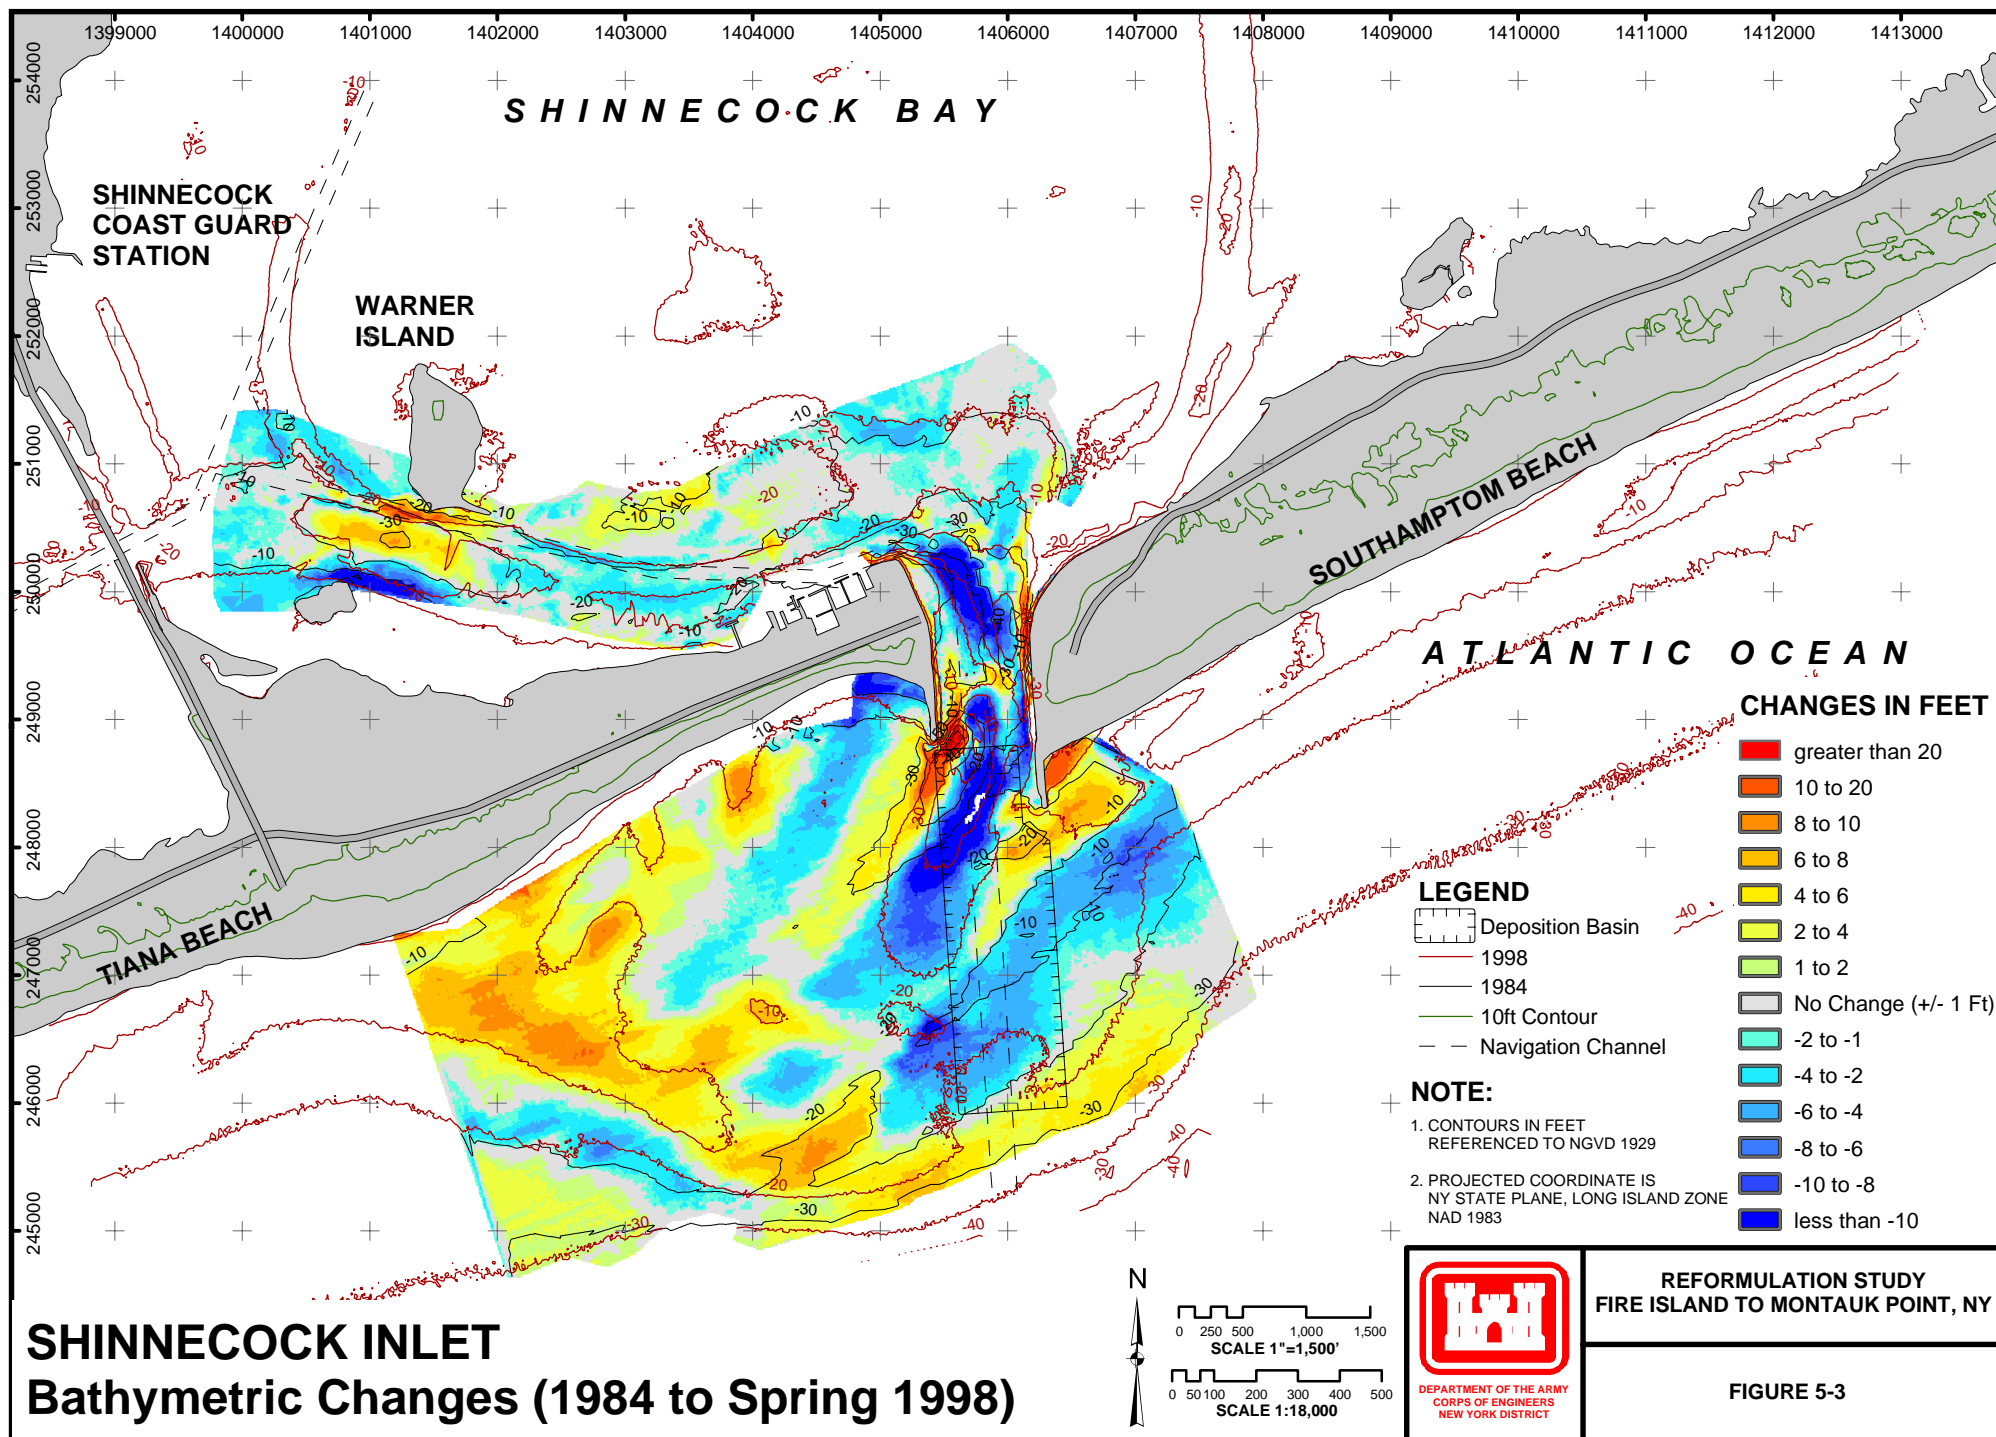 1399000 1400000 1401000 1402000 1403000 1404000 1405000 1406000 1407000 1408000 1409000 1410000 1411000 1412000 1413000
254000
253000
252000
251000
250000
249000
248000
247000
246000
245000
SHINNECOCK BAY
SHINNECOCK
COAST GUARD
STATION
WARNER
ISLAND
SOUTHAMPTOM BEACH
ATLANTIC OCEAN
TIANA BEACH
-10
-20
-30
-40
CHANGES IN FEET
greater than 20
10 to 20
8 to 10
6 to 8
4 to 6
2 to 4
1 to 2
No Change (+/- 1 Ft)
-2 to -1
-4 to -2
-6 to -4
-8 to -6
-10 to -8
less than -10
LEGEND
Deposition Basin
1998
1984
10ft Contour
Navigation Channel
NOTE:
1. CONTOURS IN FEET
REFERENCED TO NGVD 1929
2. PROJECTED COORDINATE IS
NY STATE PLANE, LONG ISLAND ZONE
NAD 1983
N
0 250 500 1,000 1,500
SCALE 1"=1,500'
0 50 100 200 300 400 500
SCALE 1:18,000
SHINNECOCK INLET
Bathymetric Changes (1984 to Spring 1998)
DEPARTMENT OF THE ARMY
CORPS OF ENGINEERS
NEW YORK DISTRICT
REFORMULATION STUDY
FIRE ISLAND TO MONTAUK POINT, NY
FIGURE 5-3